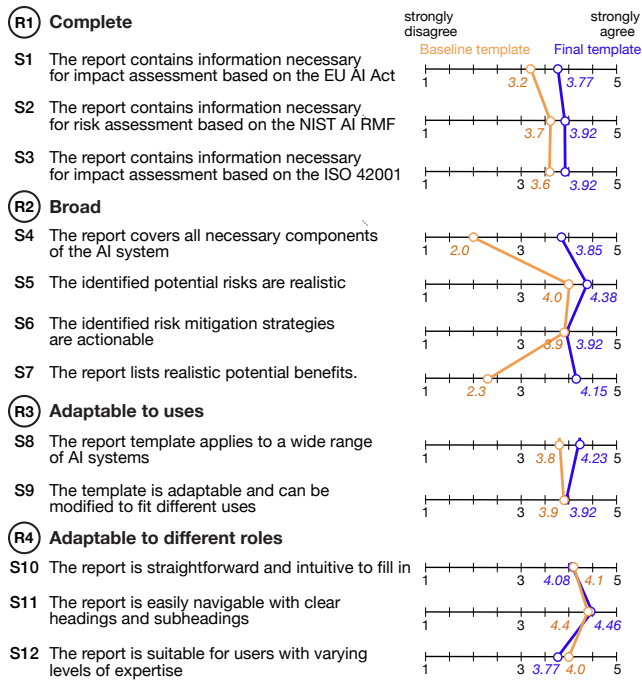 R1 Complete
strongly disagree
strongly agree
Baseline template
Final template
S1 The report contains information necessary
for impact assessment based on the EU AI Act
1 3.2 3.77 5
S2 The report contains information necessary
for risk assessment based on the NIST AI RMF
1 3.7 3.92 5
S3 The report contains information necessary
for impact assessment based on the ISO 42001
1 3 3.6 3.92 5
R2 Broad
S4 The report covers all necessary components
of the AI system
1 2.0 3 3.85 5
S5 The identified potential risks are realistic
1 3 4.0 4.38 5
S6 The identified risk mitigation strategies
are actionable
1 3 3.9 3.92 5
S7 The report lists realistic potential benefits.
1 2.3 3 4.15 5
R3 Adaptable to uses
S8 The report template applies to a wide range
of AI systems
1 3 3.8 4.23 5
S9 The template is adaptable and can be
modified to fit different uses
1 3 3.9 3.92 5
R4 Adaptable to different roles
S10 The report is straightforward and intuitive to fill in
1 3 4.08 4.1 5
S11 The report is easily navigable with clear
headings and subheadings
1 3 4.4 4.46 5
S12 The report is suitable for users with varying
levels of expertise
1 3 3.77 4.0 5